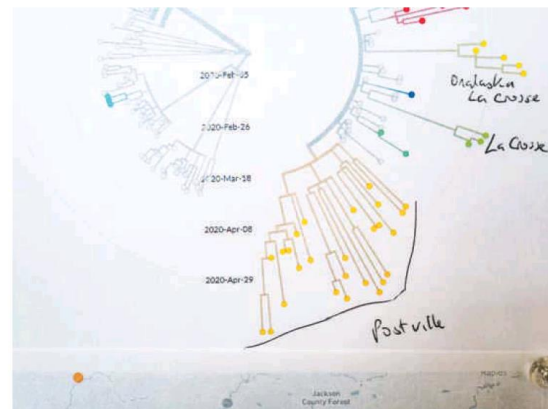 2020-Feb-05
Onalaska
La Crosse
2020-Feb-26
La Crosse
2020-Mar-18
2020-Apr-08
2020-Apr-29
Postville
Jackson
County Forest